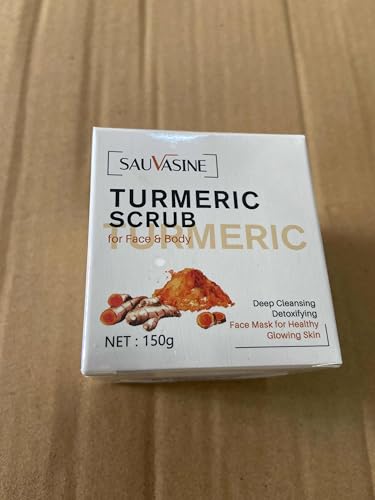 SAUVASINE
TURMERIC
SCRUB
for Face & Body
TURMERIC
Deep Cleansing
Detoxifying
Face Mask for Healthy
Glowing Skin
NET : 150g